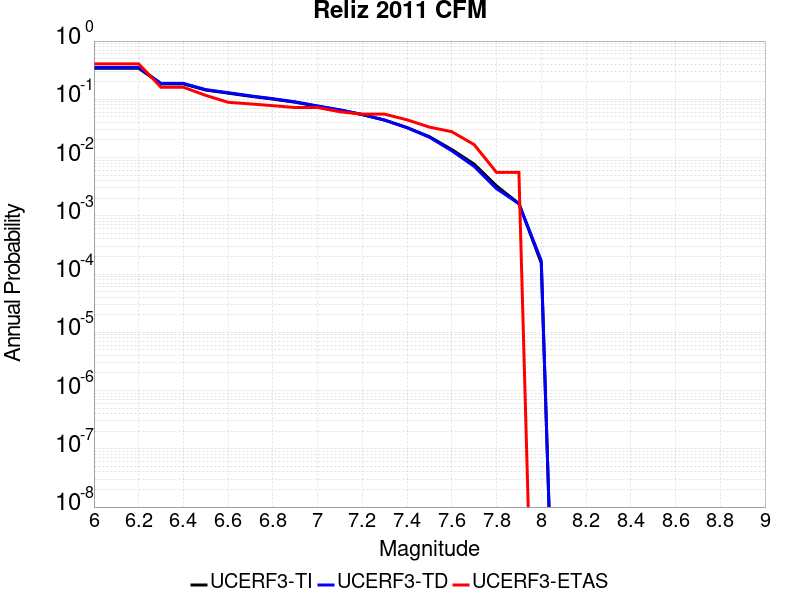 Reliz 2011 CFM
Annual Probability
10^0
10^-1
10^-2
10^-3
10^-4
10^-5
10^-6
10^-7
10^-8
6 6.2 6.4 6.6 6.8 7 7.2 7.4 7.6 7.8 8 8.2 8.4 8.6 8.8 9
Magnitude
UCERF3-TI UCERF3-TD UCERF3-ETAS